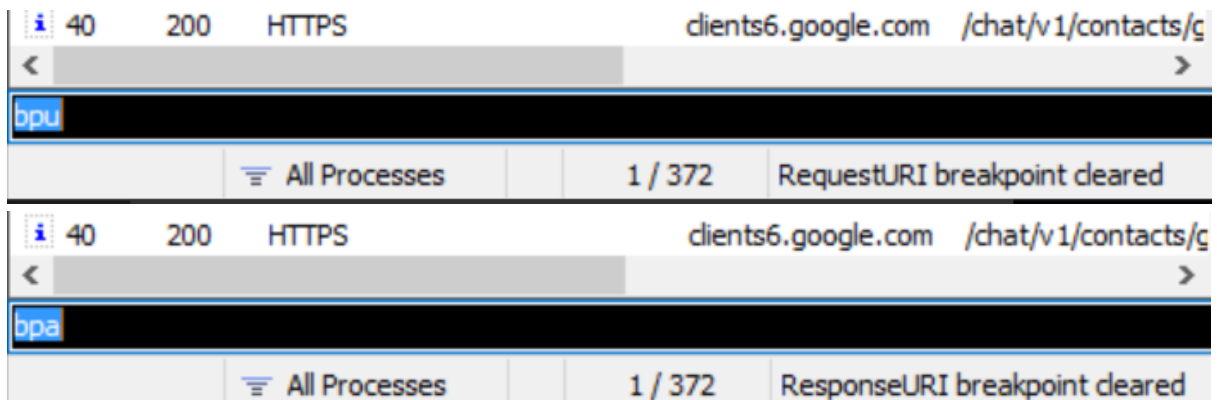 i 40 200 HTTPS clients6.google.com /chat/v1/contacts/g
bpu
All Processes 1 / 372 RequestURI breakpoint cleared
i 40 200 HTTPS clients6.google.com /chat/v1/contacts/g
bpa
All Processes 1 / 372 ResponseURI breakpoint cleared